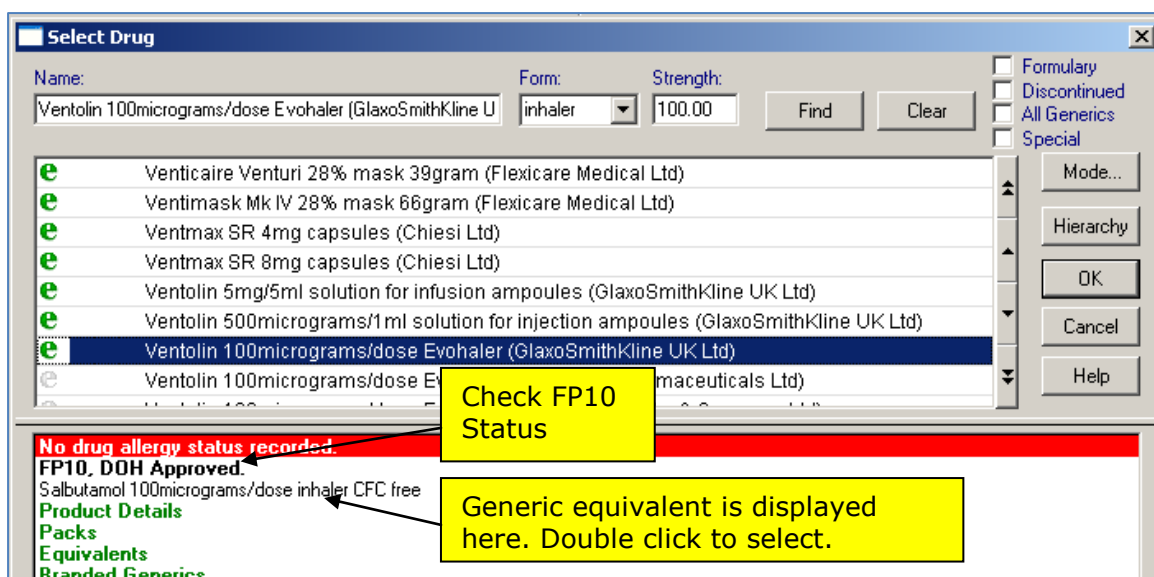 Select Drug
Name: Form: Strength:
Ventolin 100micrograms/dose Evohaler (GlaxoSmithKline U inhaler 100.00 Find Clear
Formulary
Discontinued
All Generics
Special
e Venticaire Venturi 28% mask 39gram (Flexicare Medical Ltd)
e Ventimask Mk IV 28% mask 66gram (Flexicare Medical Ltd)
e Ventmax SR 4mg capsules (Chiesi Ltd)
e Ventmax SR 8mg capsules (Chiesi Ltd)
e Ventolin 5mg/5ml solution for infusion ampoules (GlaxoSmithKline UK Ltd)
e Ventolin 500micrograms/1ml solution for injection ampoules (GlaxoSmithKline UK Ltd)
e Ventolin 100micrograms/dose Evohaler (GlaxoSmithKline UK Ltd)
e Ventolin 100micrograms/dose Ev maceuticals Ltd)
Mode...
Hierarchy
OK
Cancel
Help
Check FP10
Status
No drug allergy status recorded.
FP10, DOH Approved.
Salbutamol 100micrograms/dose inhaler CFC free
Product Details
Packs
Equivalents
Branded Generics
Generic equivalent is displayed
here. Double click to select.